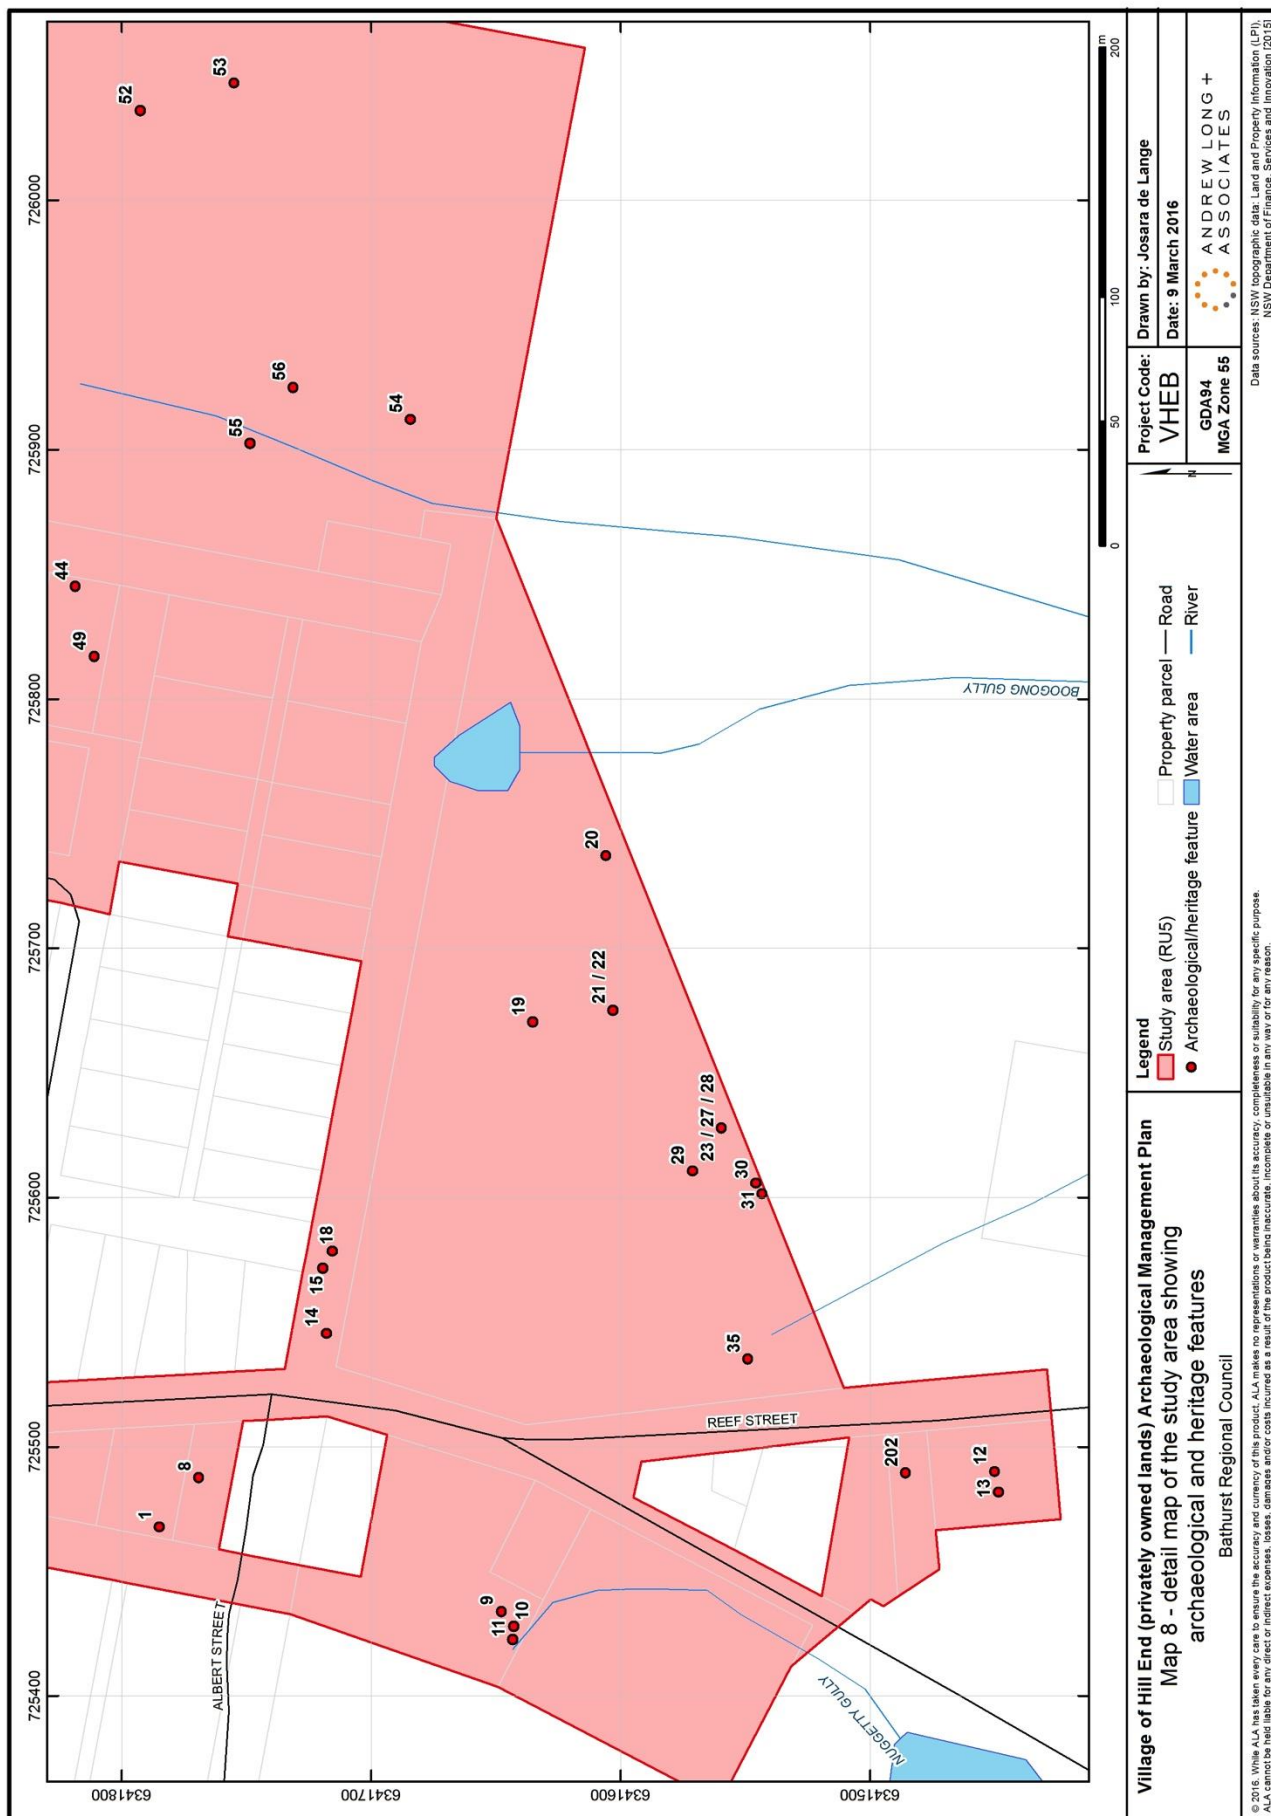 725400
725500
725600
725700
725800
725900
726000
6341800
6341700
6341600
6341500
52
53
56
55
54
44
49
20
19
21 / 22
29
23 / 27 / 28
30
31
18
15
14
35
8
1
202
12
13
9
10
11
ALBERT STREET
REEF STREET
NUGGETTY GULLY
BOOGONG GULLY
0
50
100
200
m
Village of Hill End (privately owned lands) Archaeological Management Plan
Map 8 - detail map of the study area showing
archaeological and heritage features
Bathurst Regional Council
Legend
Study area (RU5)
Archaeological/heritage feature
Property parcel
Water area
Road
River
N
Project Code:
VHEB
GDA94
MGA Zone 55
Drawn by: Josara de Lange
Date: 9 March 2016
ANDREW LONG +
ASSOCIATES
© 2016. While ALA has taken every care to ensure the accuracy and currency of this product, ALA makes no representations or warranties about its accuracy, completeness or suitability for any specific purpose.
ALA cannot be held liable for any direct or indirect expenses, losses, damages and/or costs incurred as a result of the product being inaccurate, incomplete or unsuitable in any way or for any reason.
Data sources: NSW topographic data: Land and Property Information (LPI),
NSW Department of Finance, Services and Innovation [2015]